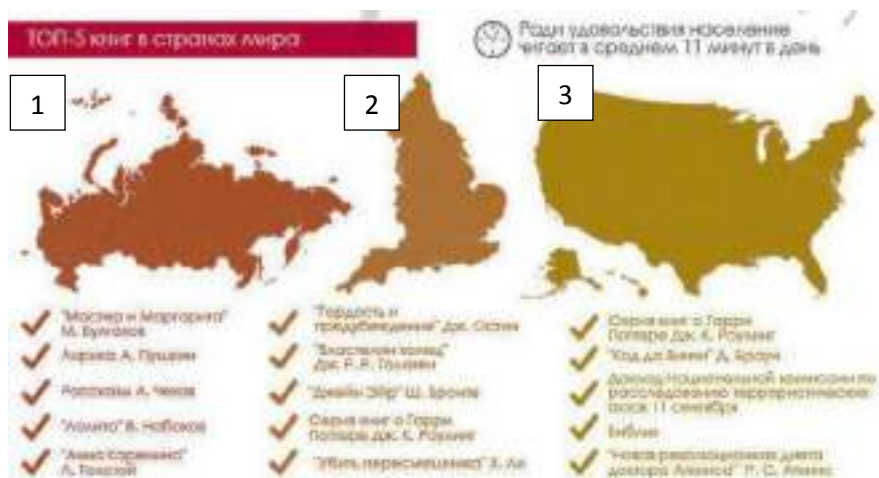 ТОП-5 книг в странах мира
Ради удовольствия население
читает в среднем 11 минут в день
1
2
3
"Мастер и Маргарита"
М. Булгаков
Лирика А. Пушкин
Рассказы А. Чехов
"Лолита" В. Набоков
"Анна Каренина"
Л. Толстой
"Гордость и
предубеждение" Дж. Остин
"Властелин колец"
Дж. Р. Р. Толкиен
"Джейн Эйр" Ш. Бронте
Серия книг о Гарри
Поттере Дж. К. Роулинг
"Убить пересмешника" Х. Ли
Серия книг о Гарри
Поттере Дж. К. Роулинг
"Код да Винчи" Д. Браун
Доклад Национальной комиссии по
расследованию террористических
атак 11 сентября
Библия
"Новая революционная диета
доктора Аткинса" Р. С. Аткинс